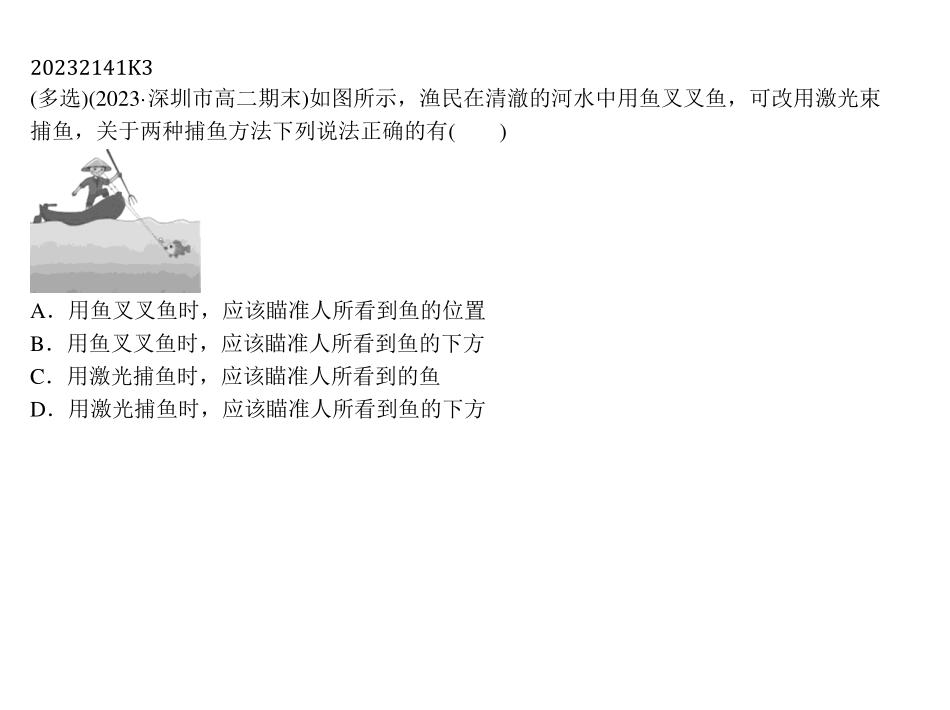 20232141K3
(多选)(2023·深圳市高二期末)如图所示，渔民在清澈的河水中用鱼叉叉鱼，可改用激光束
捕鱼，关于两种捕鱼方法下列说法正确的有(　　)
A．用鱼叉叉鱼时，应该瞄准人所看到鱼的位置
B．用鱼叉叉鱼时，应该瞄准人所看到鱼的下方
C．用激光捕鱼时，应该瞄准人所看到的鱼
D．用激光捕鱼时，应该瞄准人所看到鱼的下方